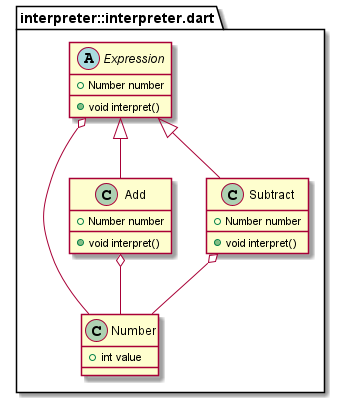 interpreter::interpreter.dart
A Expression
Number number
void interpret()
C Add
Number number
void interpret()
C Subtract
Number number
void interpret()
C Number
int value